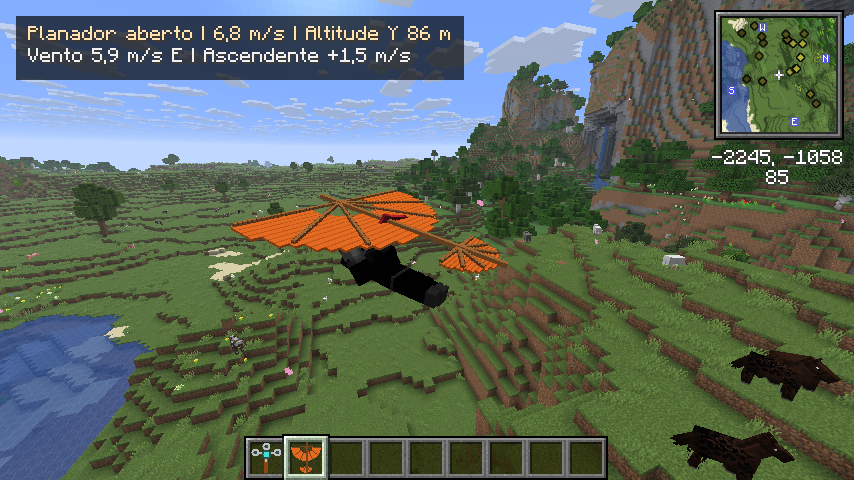 Planador aberto | 6,8 m/s | Altitude Y 86 m
Vento 5,9 m/s E | Ascendente +1,5 m/s
W
N
S
E
-2245, -1058
85